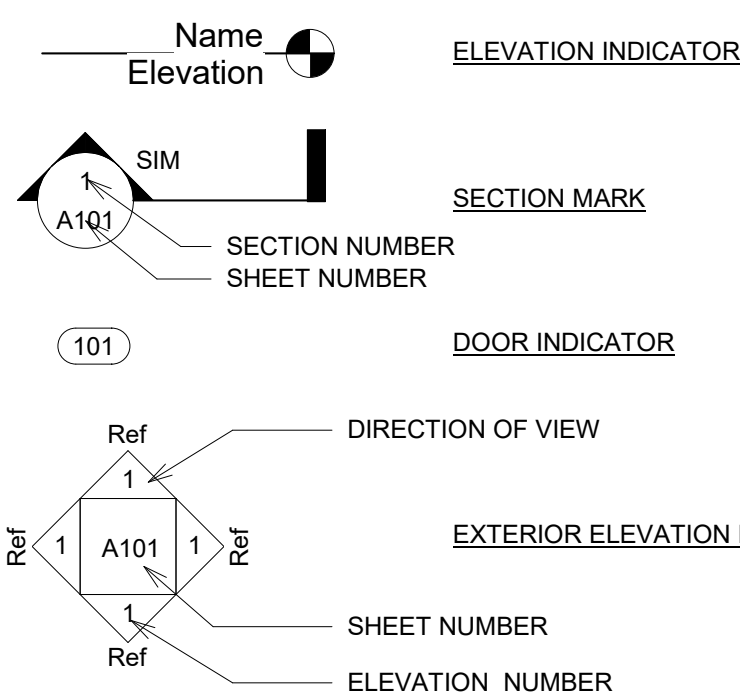 Name
Elevation
ELEVATION INDICATOR
SIM
1
A101
SECTION MARK
SECTION NUMBER
SHEET NUMBER
101
DOOR INDICATOR
Ref
DIRECTION OF VIEW
1
Ref
1
A101
1
Ref
EXTERIOR ELEVATION
1
SHEET NUMBER
Ref
ELEVATION NUMBER